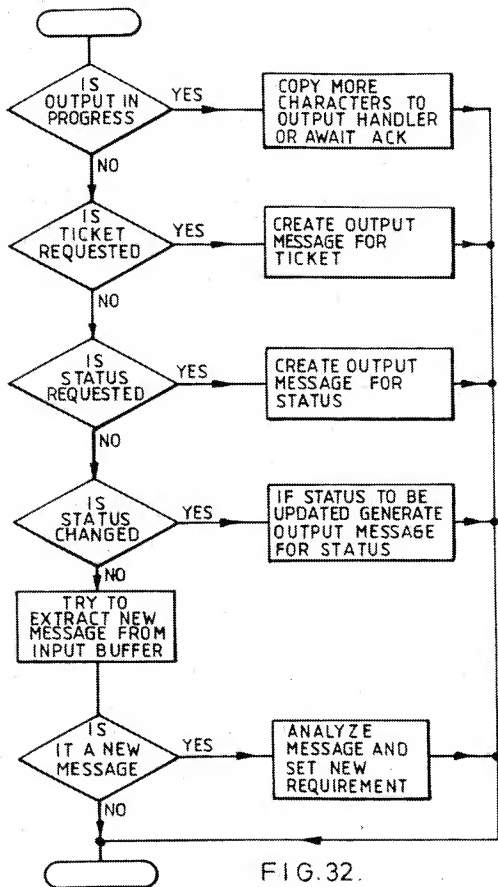 IS
OUTPUT IN
PROGRESS
YES
COPY MORE
CHARACTERS TO
OUTPUT HANDLER
OR AWAIT ACK
NO
IS
TICKET
REQUESTED
YES
CREATE OUTPUT
MESSAGE FOR
TICKET
NO
IS
STATUS
REQUESTED
YES
CREATE OUTPUT
MESSAGE FOR
STATUS
NO
IS
STATUS
CHANGED
YES
IF STATUS TO BE
UPDATED GENERATE
OUTPUT MESSAGE
FOR STATUS
NO
TRY TO
EXTRACT NEW
MESSAGE FROM
INPUT BUFFER
IS
IT A NEW
MESSAGE
YES
ANALYZE
MESSAGE AND
SET NEW
REQUIREMENT
NO
FIG.32.